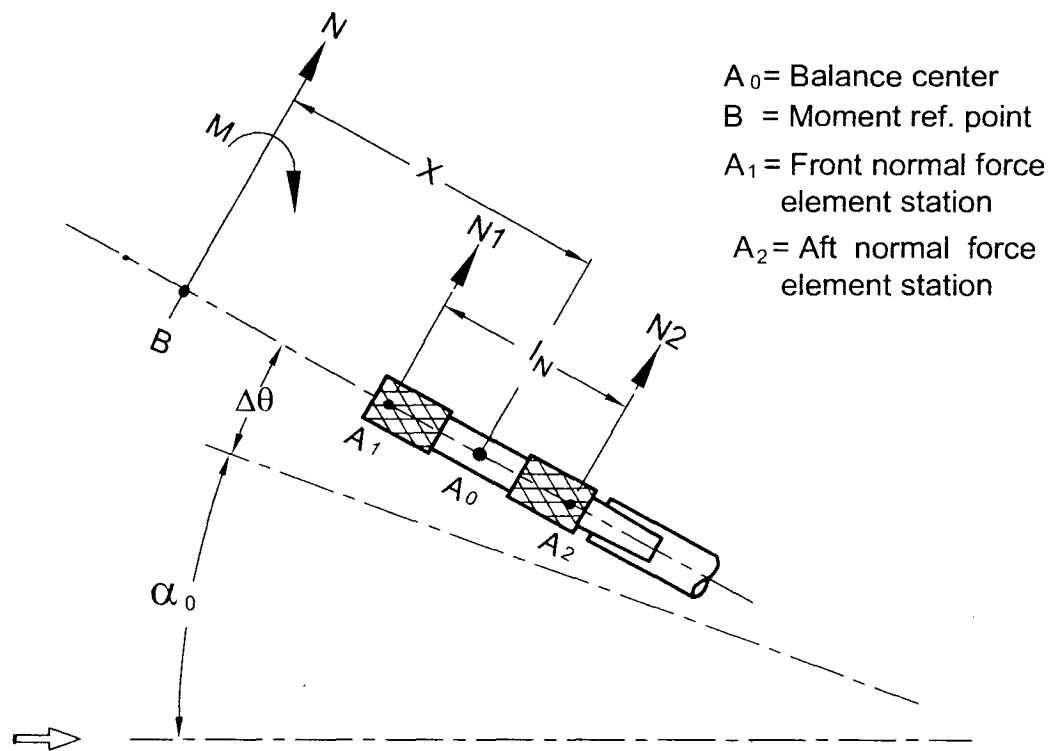 N
A₀= Balance center
B = Moment ref. point
A₁= Front normal force
element station
A₂= Aft normal force
element station
M
X
N1
N2
lN
B
Δθ
A₁
A₀
A₂
α₀